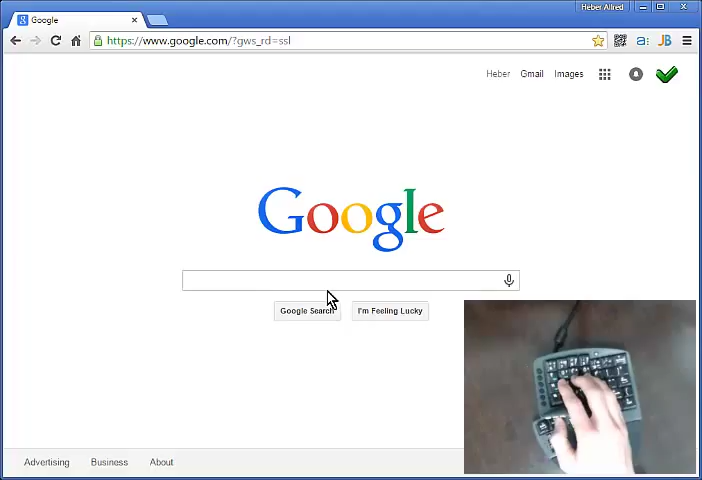 Heber Allred
Google
https://www.google.com/?gws_rd=ssl
a:
JB
Heber Gmail Images
Google
Google Search I'm Feeling Lucky
Advertising Business About